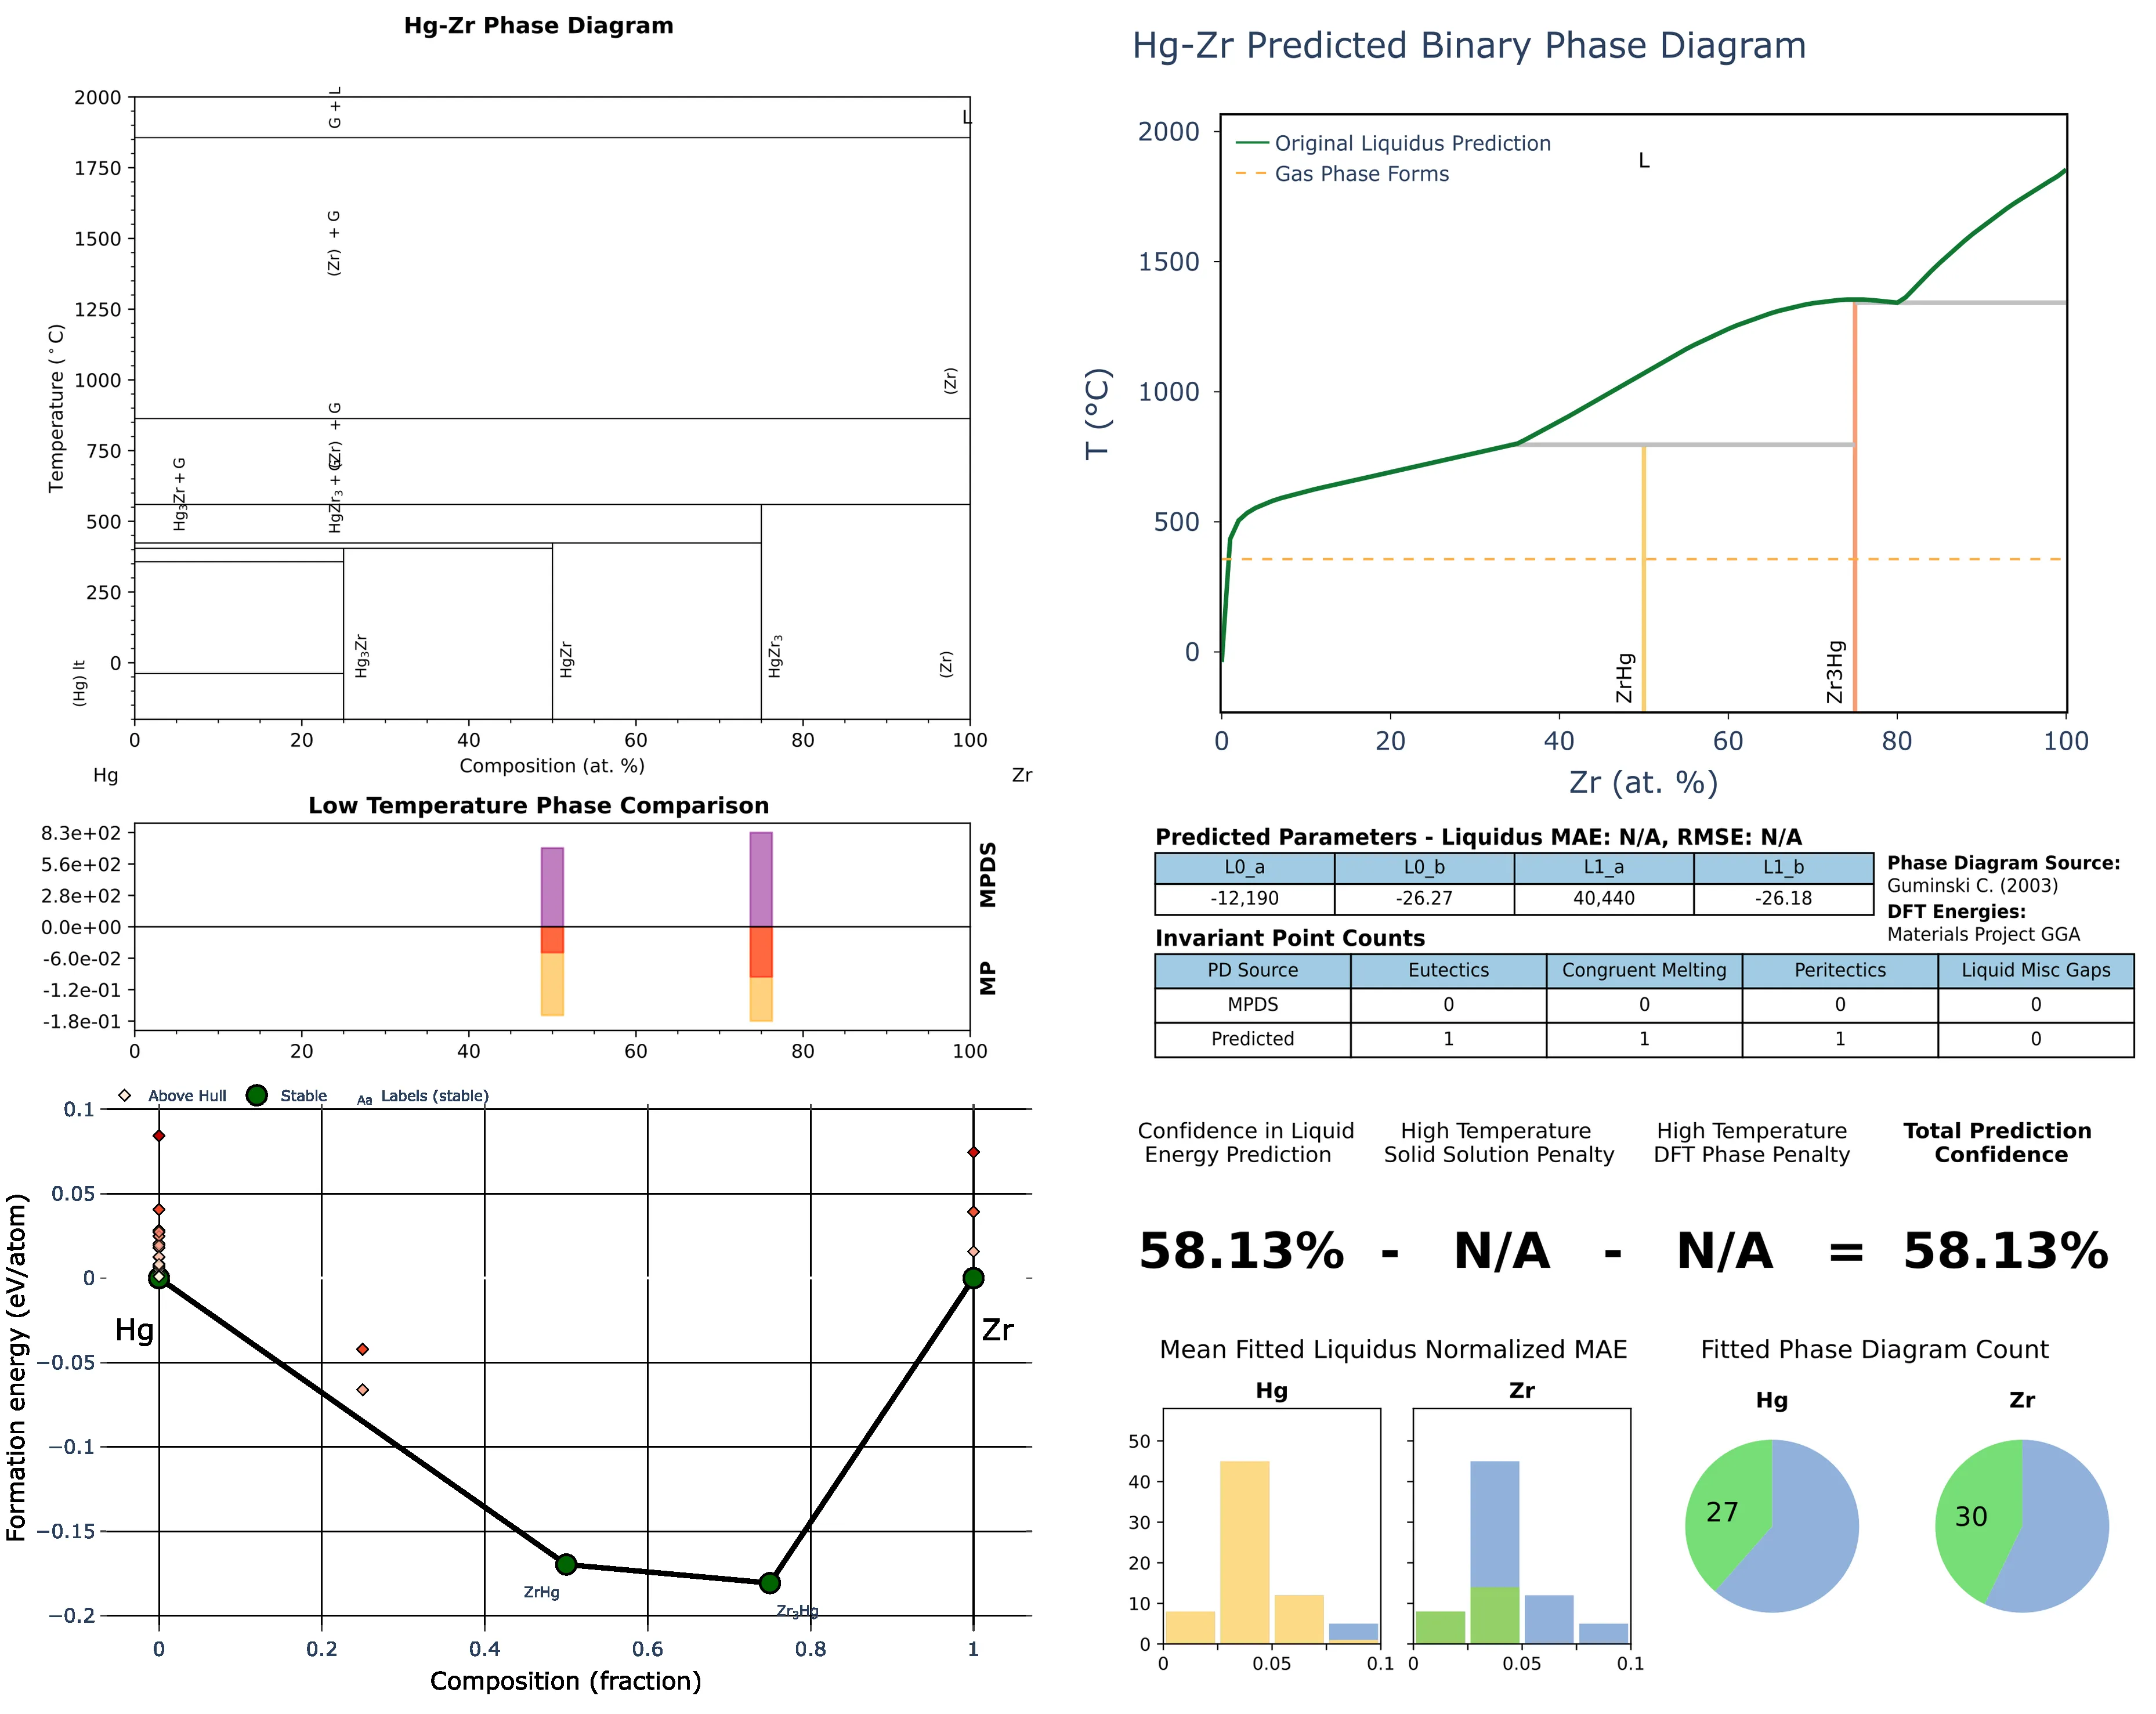 Hg-Zr Phase Diagram
2000
1750
1500
1250
1000
750
500
250
0
Temperature (°C)
G + L
L
(Zr) + G
(Zr)
(Zr) + G
HgZr₃ + G
Hg₃Zr + G
(Hg) lt
Hg₃Zr
HgZr
HgZr₃
(Zr)
0 20 40 60 80 100
Composition (at. %)
Hg Zr
Hg-Zr Predicted Binary Phase Diagram
Original Liquidus Prediction
Gas Phase Forms
L
2000
1500
1000
500
0
T (°C)
ZrHg
Zr3Hg
0 20 40 60 80 100
Zr (at. %)
Low Temperature Phase Comparison
8.3e+02
5.6e+02
2.8e+02
0.0e+00
-6.0e-02
-1.2e-01
-1.8e-01
MPDS
MP
0 20 40 60 80 100
Predicted Parameters - Liquidus MAE: N/A, RMSE: N/A
L0_a L0_b L1_a L1_b
-12,190 -26.27 40,440 -26.18
Phase Diagram Source:
Guminski C. (2003)
DFT Energies:
Materials Project GGA
Invariant Point Counts
PD Source Eutectics Congruent Melting Peritectics Liquid Misc Gaps
MPDS 0 0 0 0
Predicted 1 1 1 0
Above Hull Stable Aa Labels (stable)
0.1
0.05
0
−0.05
−0.1
−0.15
−0.2
Formation energy (eV/atom)
Hg
Zr
ZrHg
Zr₃Hg
0 0.2 0.4 0.6 0.8 1
Composition (fraction)
Confidence in Liquid
Energy Prediction
High Temperature
Solid Solution Penalty
High Temperature
DFT Phase Penalty
Total Prediction
Confidence
58.13% - N/A - N/A = 58.13%
Mean Fitted Liquidus Normalized MAE
Hg Zr
50
40
30
20
10
0
0 0.05 0.1 0 0.05 0.1
Fitted Phase Diagram Count
Hg Zr
27 30